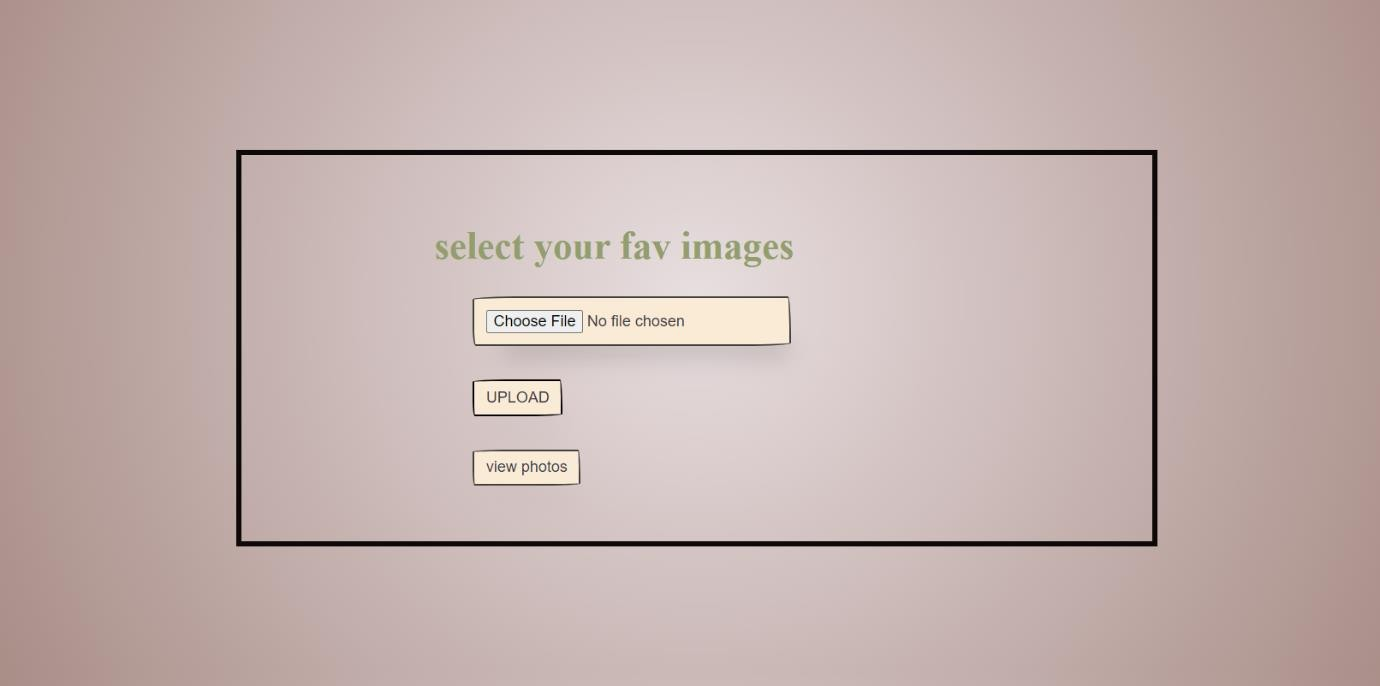 select your fav images
Choose File No file chosen
UPLOAD
view photos